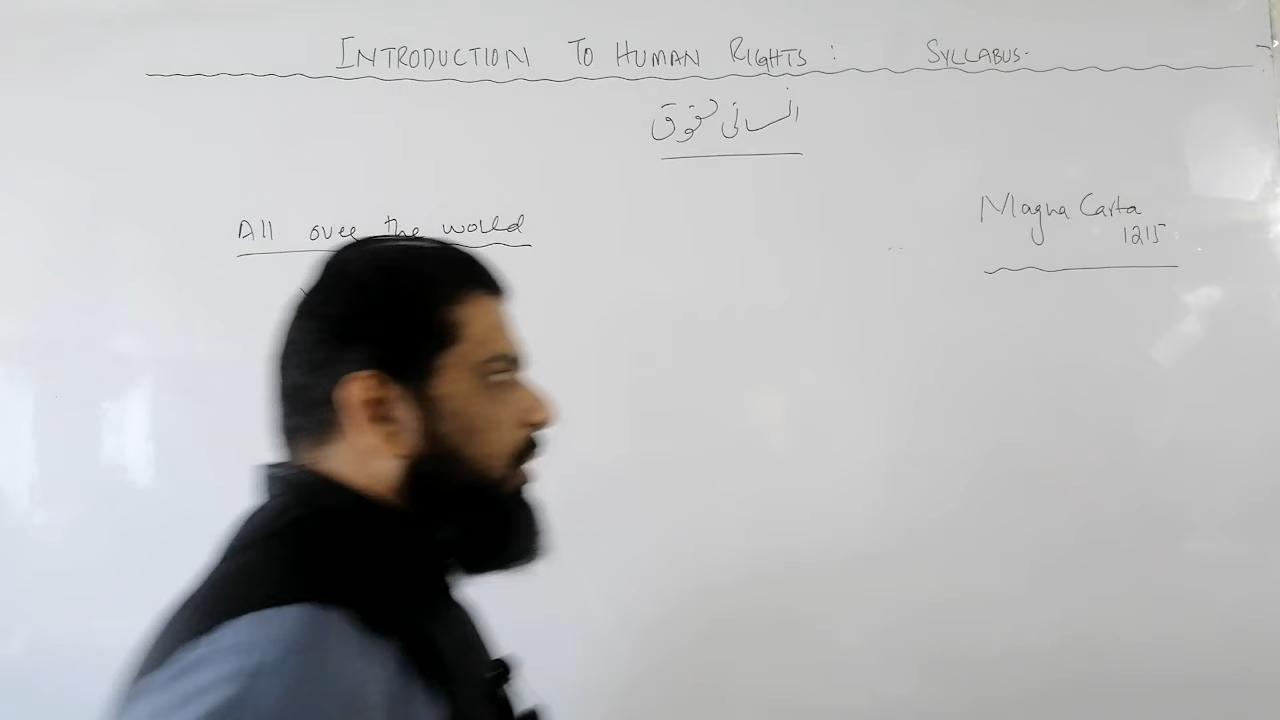 INTRODUCTION TO HUMAN RIGHTS : SYLLABUS.
انسانی حقوق
All over the world
Magna Carta
1215